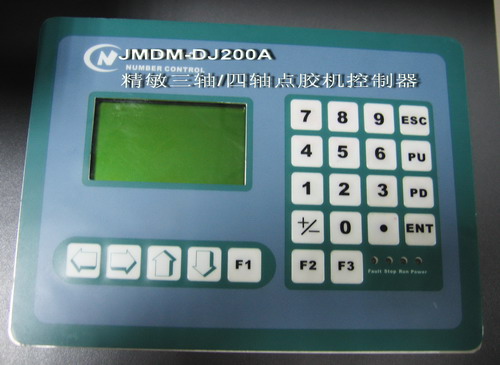 JMDM-DJ200A
CN
NUMBER CONTROL
精敏三轴/四轴点胶机控制器
7 8 9 ESC
4 5 6 PU
1 2 3 PD
+/- 0 • ENT
F1
F2 F3
Fault Stop Run Power